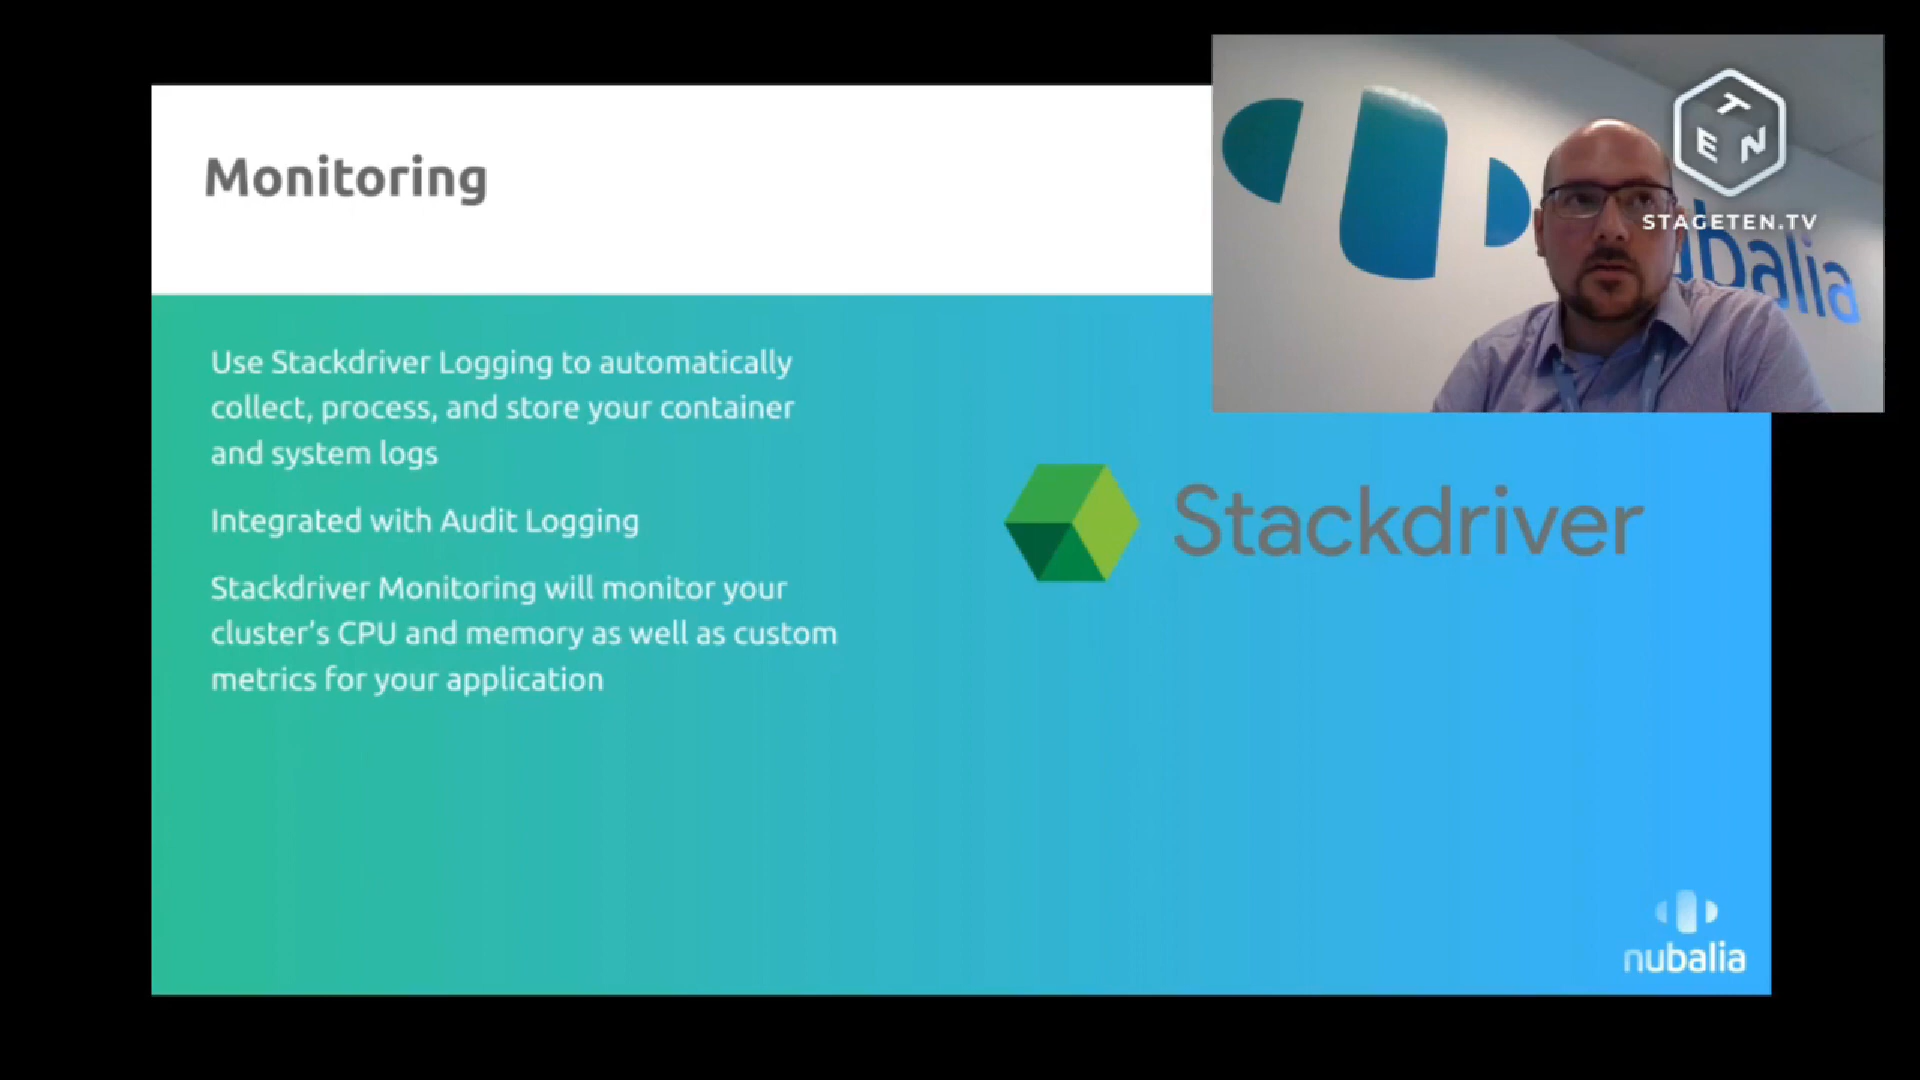 Monitoring
TEN
STAGETEN.TV
ubalia
Use Stackdriver Logging to automatically
collect, process, and store your container
and system logs
Integrated with Audit Logging
Stackdriver Monitoring will monitor your
cluster's CPU and memory as well as custom
metrics for your application
Stackdriver
nubalia